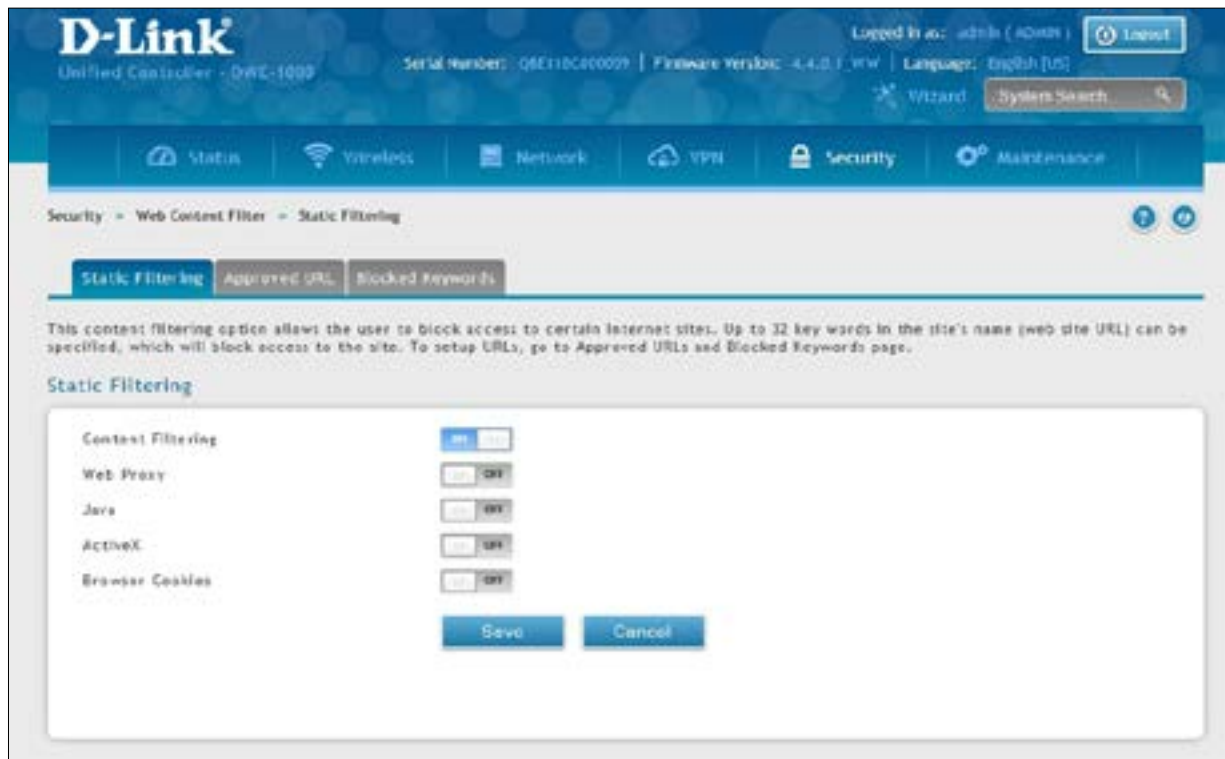 D-Link
Unified Controller - DWC-1000
Logged in as: admin ( ADMIN )
Logout
Serial Number: | Firmware Version: | Language: English [US]
Wizard
System Search
Status
Wireless
Network
VPN
Security
Maintenance
Security » Web Content Filter » Static Filtering
Static Filtering
Approved URL
Blocked Keywords
This content filtering option allows the user to block access to certain Internet sites. Up to 32 key words in the site's name (web site URL) can be
specified, which will block access to the site. To setup URLs, go to Approved URLs and Blocked Keywords page.
Static Filtering
Content Filtering
ON
Web Proxy
OFF
Java
OFF
ActiveX
OFF
Browser Cookies
OFF
Save
Cancel